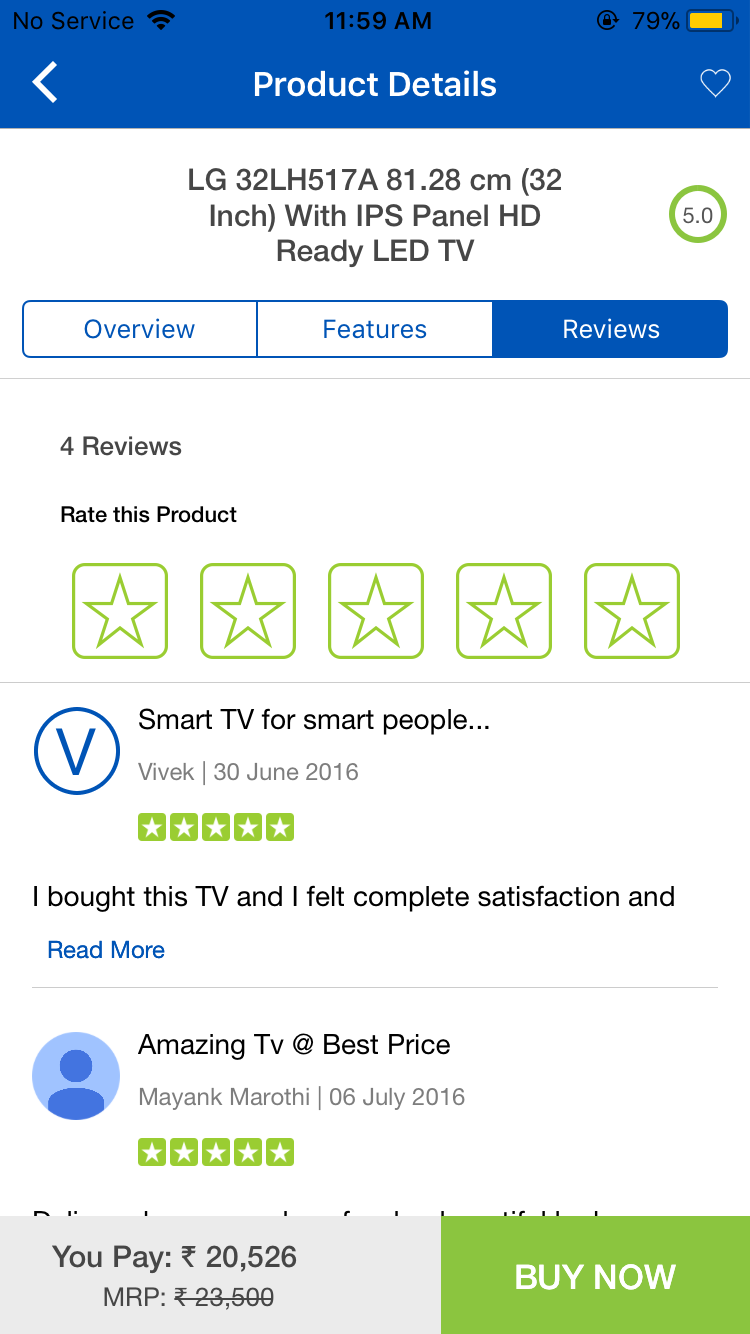 No Service 11:59 AM 79%
Product Details
LG 32LH517A 81.28 cm (32
Inch) With IPS Panel HD
Ready LED TV
5.0
Overview Features Reviews
4 Reviews
Rate this Product
V
Smart TV for smart people...
Vivek | 30 June 2016
I bought this TV and I felt complete satisfaction and
Read More
Amazing Tv @ Best Price
Mayank Marothi | 06 July 2016
You Pay: ₹ 20,526
MRP: ₹ 23,500
BUY NOW